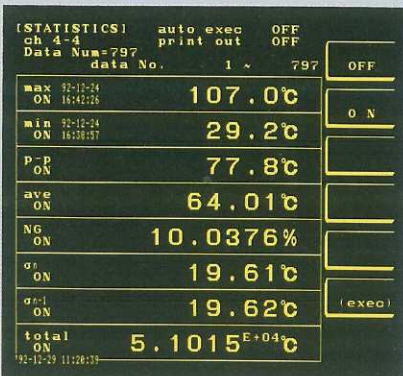 [STATISTICS] auto exec OFF
ch 4-4 print out OFF
Data Num=797
data No. 1 ~ 797
OFF
max 92-12-24
ON 16:42:26
107.0℃
O N
min 92-12-24
ON 16:38:57
29.2℃
p-p
ON
77.8℃
ave
ON
64.01℃
NG
ON
10.0376%
σn
ON
19.61℃
σn-1
ON
19.62℃
(exec)
total
ON
5.1015E+04℃
'92-12-29 11:20:39